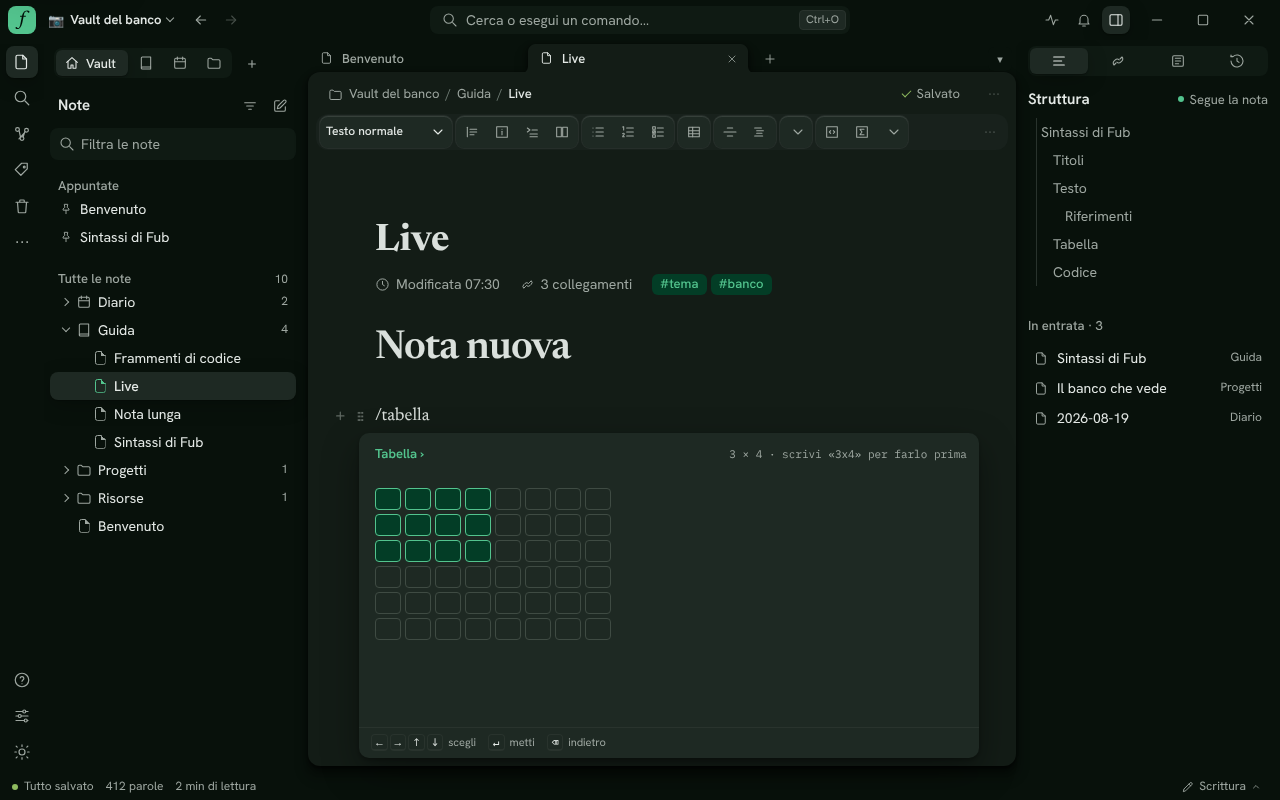 Vault del banco
Cerca o esegui un comando…
Ctrl+O
Vault
Benvenuto
Live
Note
Filtra le note
Appuntate
Benvenuto
Sintassi di Fub
Tutte le note 10
Diario 2
Guida 4
Frammenti di codice
Live
Nota lunga
Sintassi di Fub
Progetti 1
Risorse 1
Benvenuto
Vault del banco / Guida / Live
Salvato
Testo normale
Live
Modificata 07:30
3 collegamenti
#tema #banco
Nota nuova
/tabella
Tabella ›
3 × 4 · scrivi «3x4» per farlo prima
← → ↑ ↓ scegli ↵ metti ⌫ indietro
Struttura
Segue la nota
Sintassi di Fub
Titoli
Testo
Riferimenti
Tabella
Codice
In entrata · 3
Sintassi di Fub Guida
Il banco che vede Progetti
2026-08-19 Diario
Tutto salvato 412 parole 2 min di lettura
Scrittura